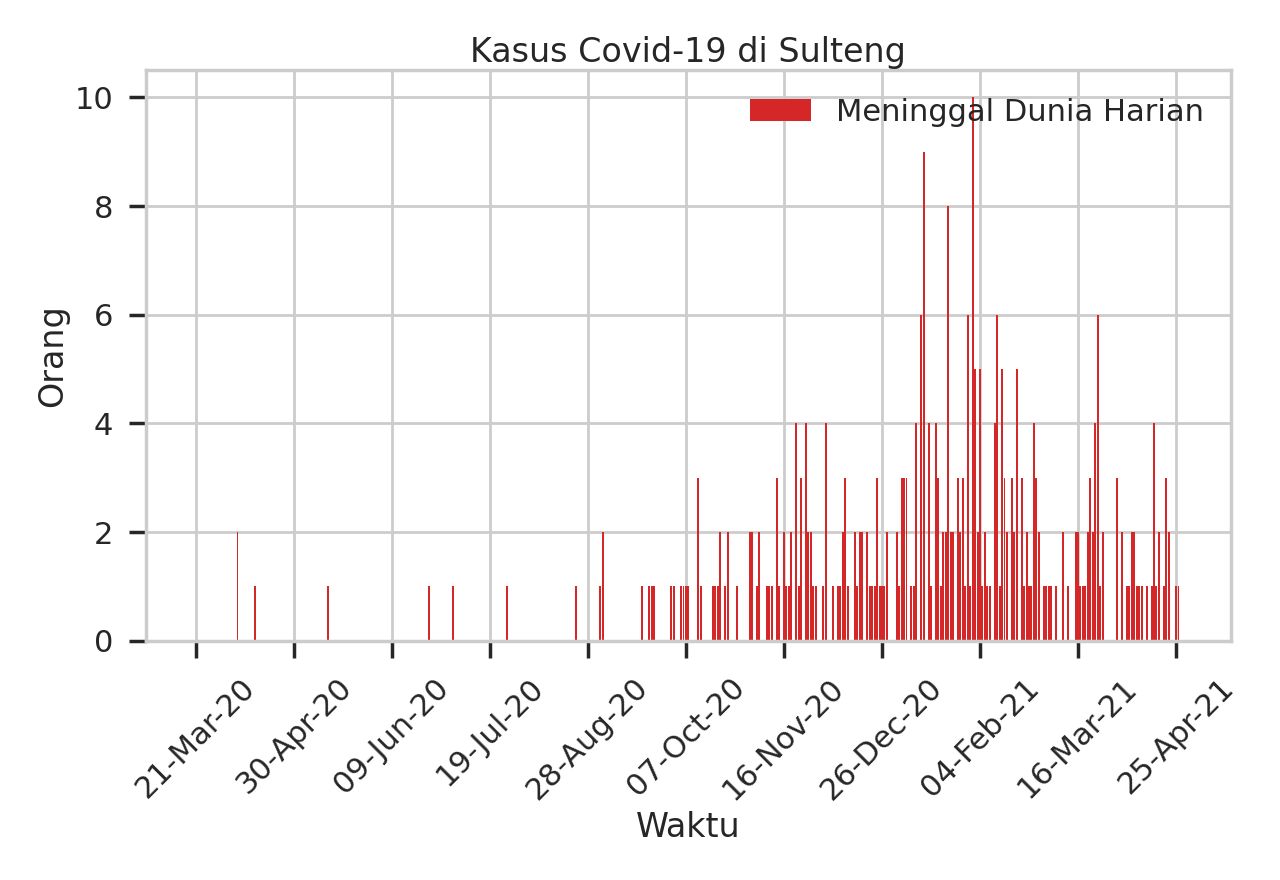 Kasus Covid-19 di Sulteng
Meninggal Dunia Harian
Orang
10
8
6
4
2
0
21-Mar-20
30-Apr-20
09-Jun-20
19-Jul-20
28-Aug-20
07-Oct-20
16-Nov-20
26-Dec-20
04-Feb-21
16-Mar-21
25-Apr-21
Waktu